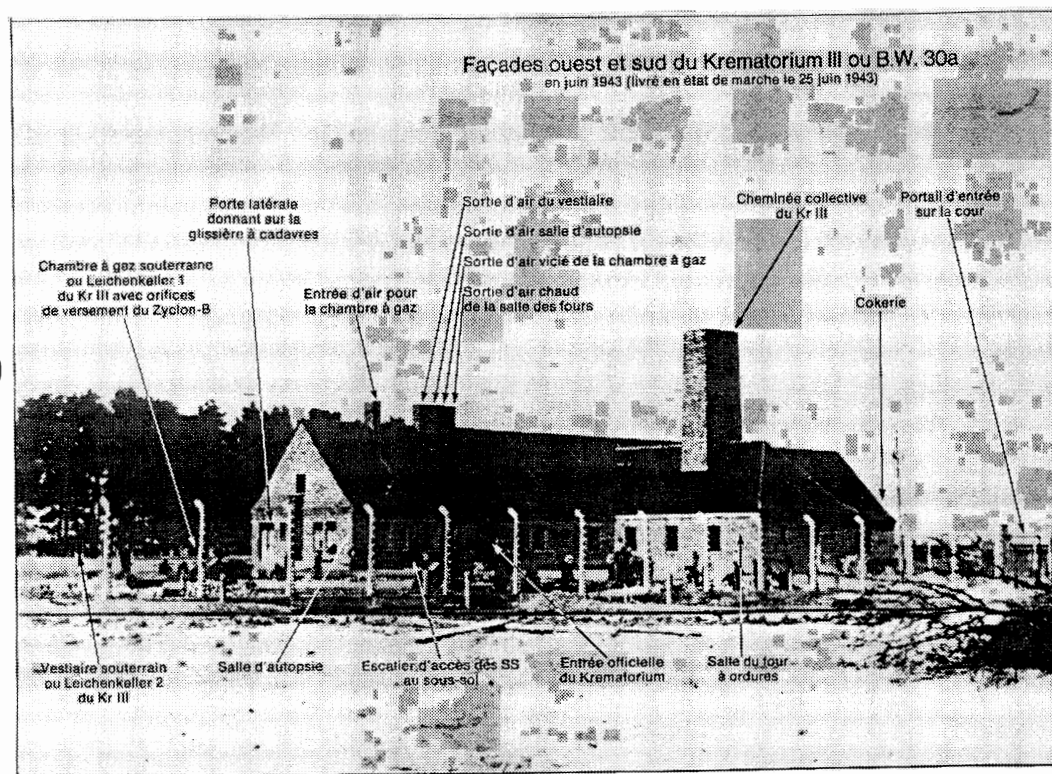 Façades ouest et sud du Krematorium III ou B.W. 30a
en juin 1943 (livré en état de marche le 25 juin 1943)
Porte latérale
donnant sur la
glissière à cadavres
Sortie d'air du vestiaire
Sortie d'air salle d'autopsie
Sortie d'air vicié de la chambre à gaz
Sortie d'air chaud
de la salle des fours
Cheminée collective
du Kr III
Portail d'entrée
sur la cour
Chambre à gaz souterraine
ou Leichenkeller 1
du Kr III avec orifices
de versement du Zyclon-B
Entrée d'air pour
la chambre à gaz
Cokerie
Vestiaire souterrain
ou Leichenkeller 2
du Kr III
Salle d'autopsie
Escalier d'accès des SS
au sous-sol
Entrée officielle
du Krematorium
Salle du four
à ordures